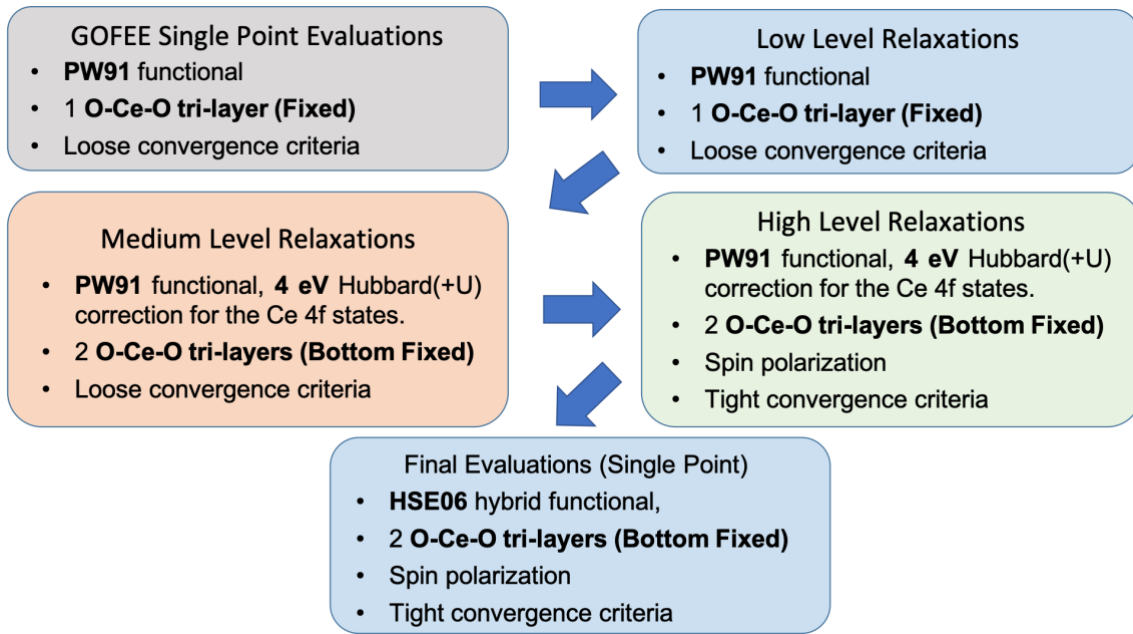 GOFEE Single Point Evaluations
• PW91 functional
• 1 O-Ce-O tri-layer (Fixed)
• Loose convergence criteria
Low Level Relaxations
• PW91 functional
• 1 O-Ce-O tri-layer (Fixed)
• Loose convergence criteria
Medium Level Relaxations
• PW91 functional, 4 eV Hubbard(+U)
correction for the Ce 4f states.
• 2 O-Ce-O tri-layers (Bottom Fixed)
• Loose convergence criteria
High Level Relaxations
• PW91 functional, 4 eV Hubbard(+U)
correction for the Ce 4f states.
• 2 O-Ce-O tri-layers (Bottom Fixed)
• Spin polarization
• Tight convergence criteria
Final Evaluations (Single Point)
• HSE06 hybrid functional,
• 2 O-Ce-O tri-layers (Bottom Fixed)
• Spin polarization
• Tight convergence criteria